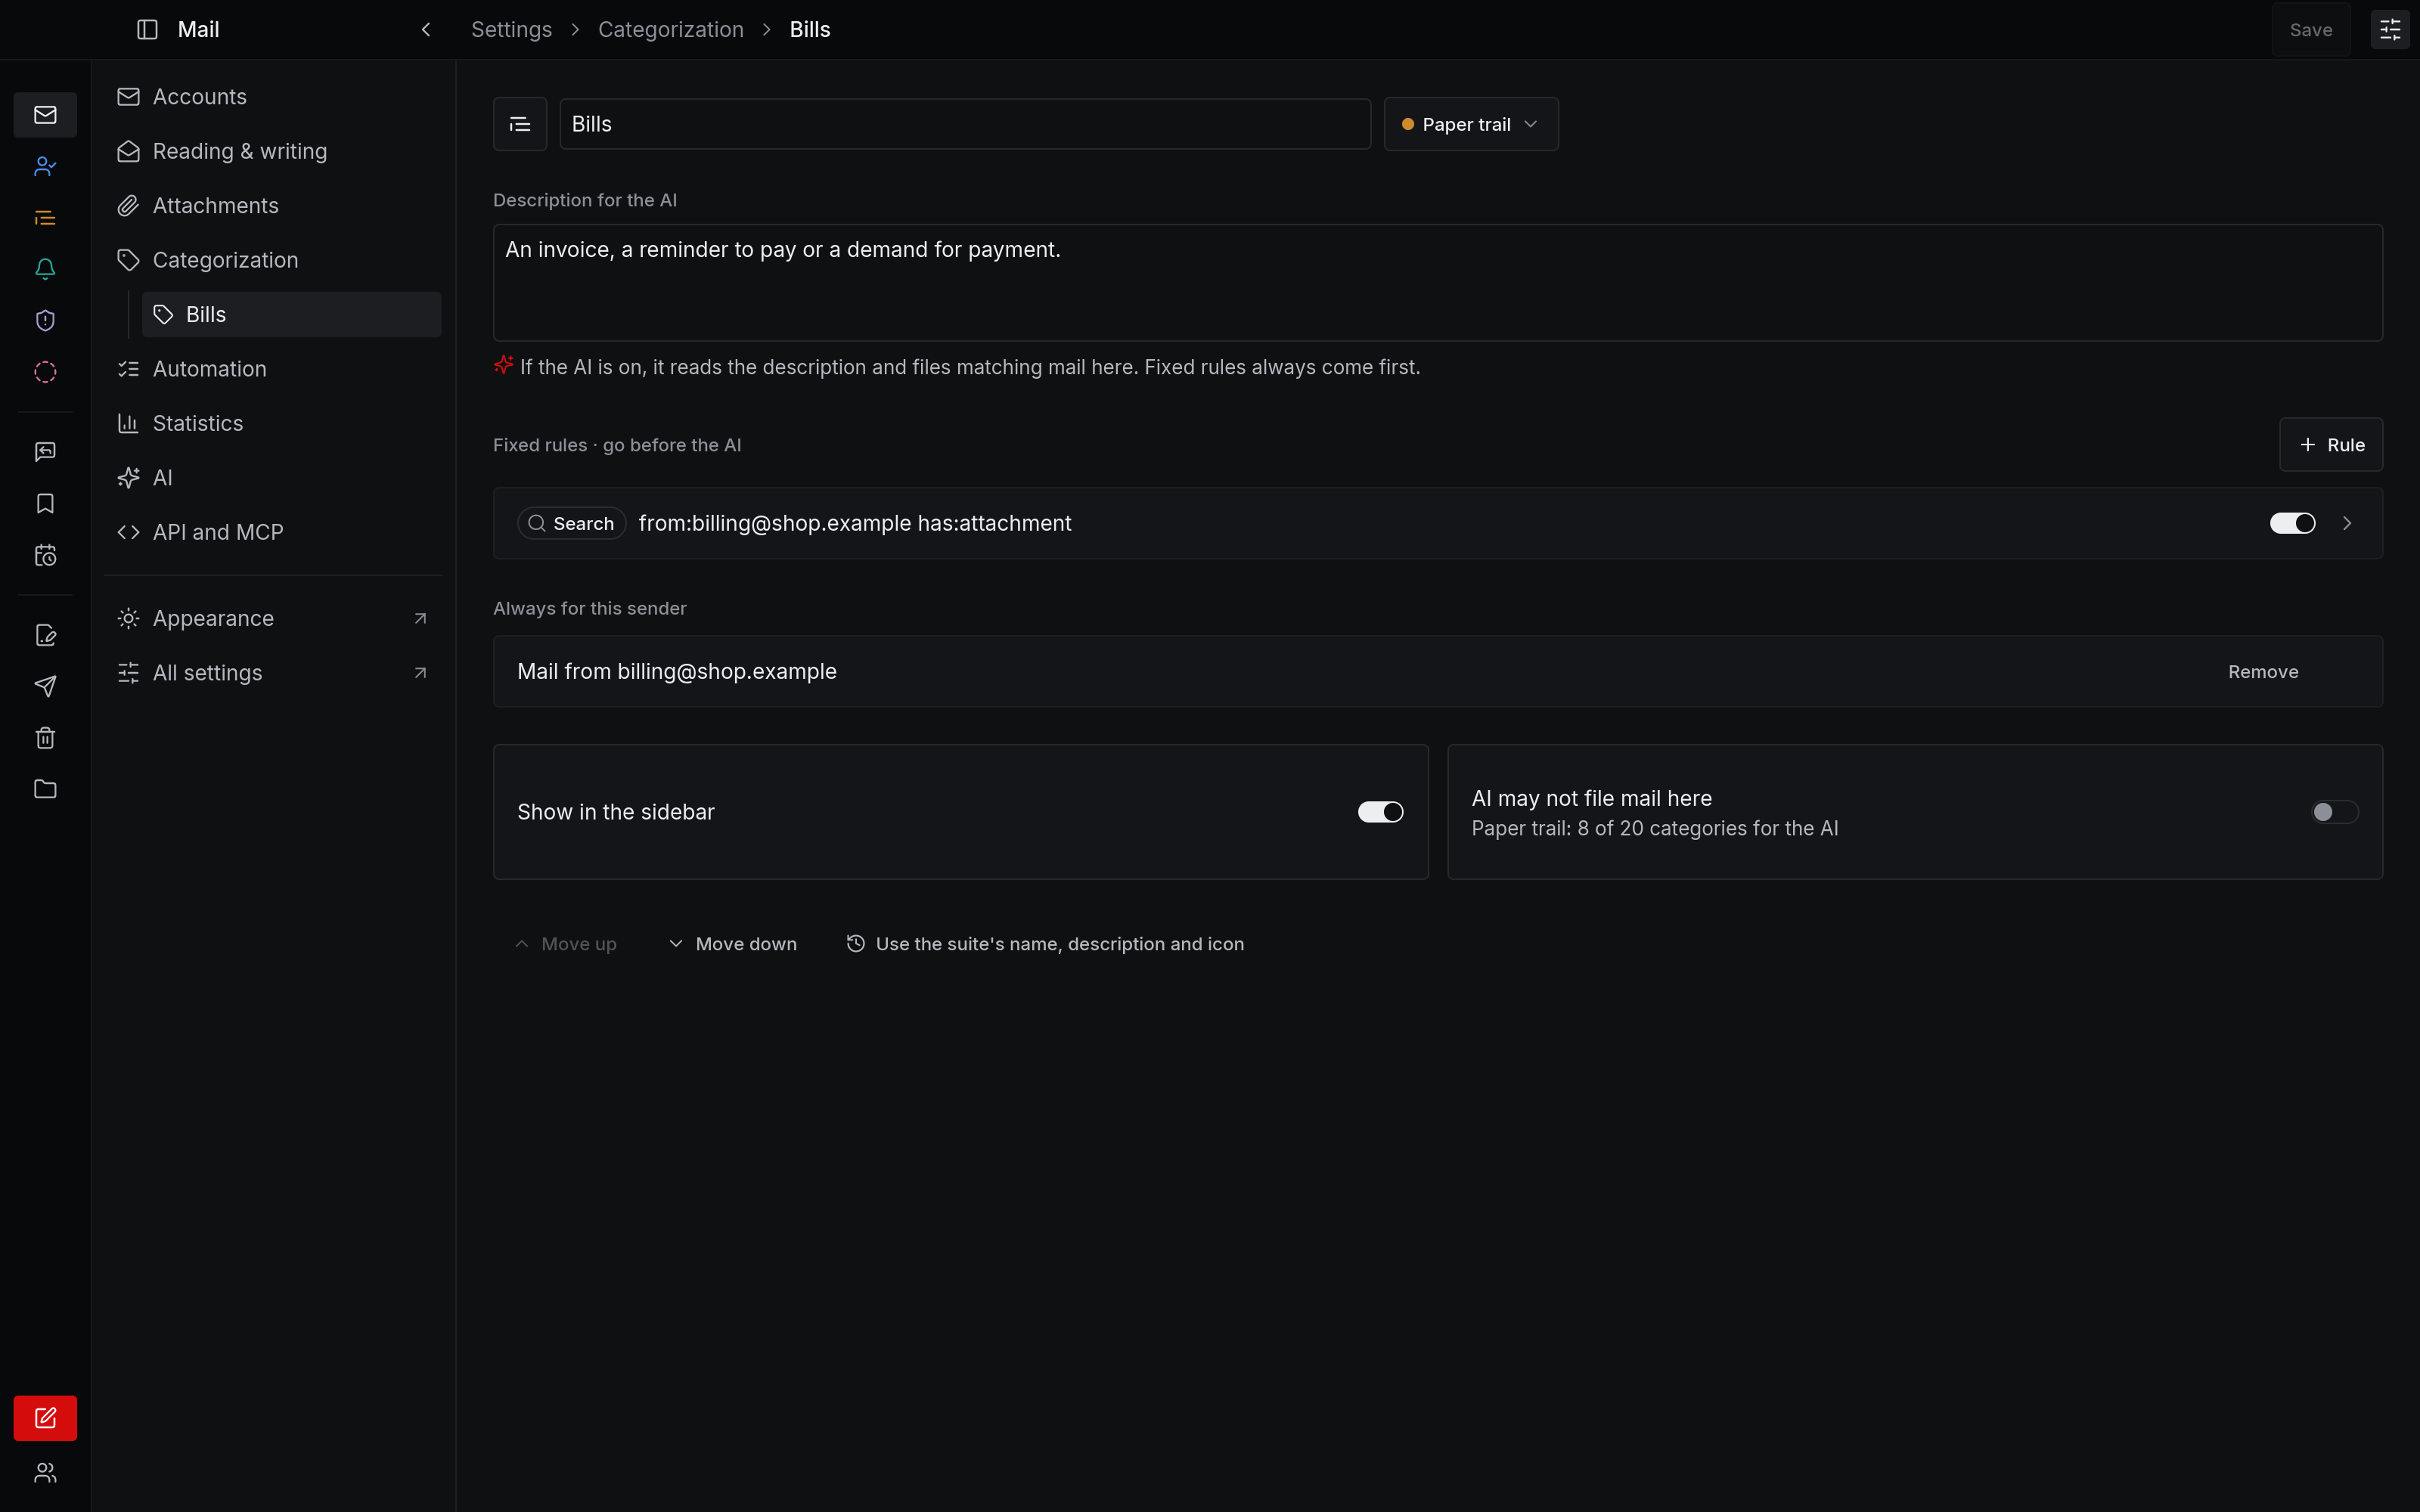 Mail
Settings > Categorization > Bills
Save
Accounts
Reading & writing
Attachments
Categorization
Bills
Automation
Statistics
AI
API and MCP
Appearance
All settings
Bills
Paper trail
Description for the AI
An invoice, a reminder to pay or a demand for payment.
If the AI is on, it reads the description and files matching mail here. Fixed rules always come first.
Fixed rules · go before the AI
Rule
Search from:billing@shop.example has:attachment
Always for this sender
Mail from billing@shop.example
Remove
Show in the sidebar
AI may not file mail here
Paper trail: 8 of 20 categories for the AI
Move up
Move down
Use the suite's name, description and icon